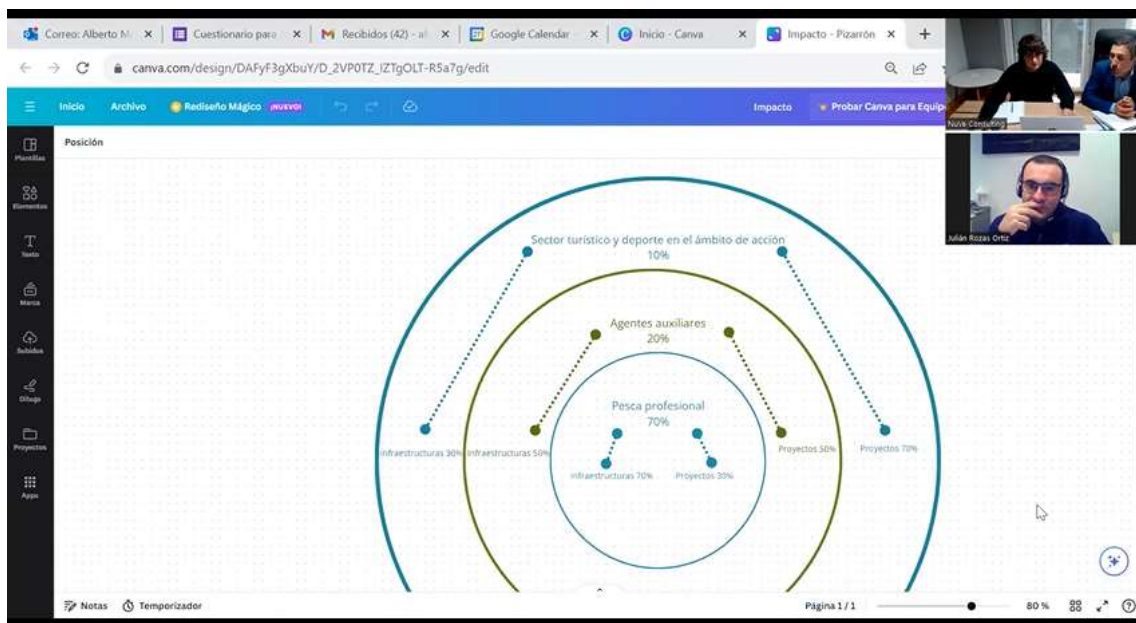 Correo: Alberto M
Cuestionario para
Recibidos (42) - al
Google Calendar -
Inicio - Canva
Impacto - Pizarrón
canva.com/design/DAFyF3gXbuY/D_2VP0TZ_lZTgOLT-R5a7g/edit
Inicio
Archivo
Rediseño Mágico
¡NUEVO!
Impacto
Probar Canva para Equip
Nuve Consulting
Posición
Julián Rozas Ortiz
Plantillas
Elementos
Texto
Marca
Subidos
Dibujo
Proyectos
Apps
Sector turístico y deporte en el ámbito de acción
10%
Agentes auxiliares
20%
Pesca profesional
70%
Infraestructuras 30%
Infraestructuras 50%
Infraestructuras 70%
Proyectos 30%
Proyectos 50%
Proyectos 70%
Notas
Temporizador
Página 1 / 1
80 %